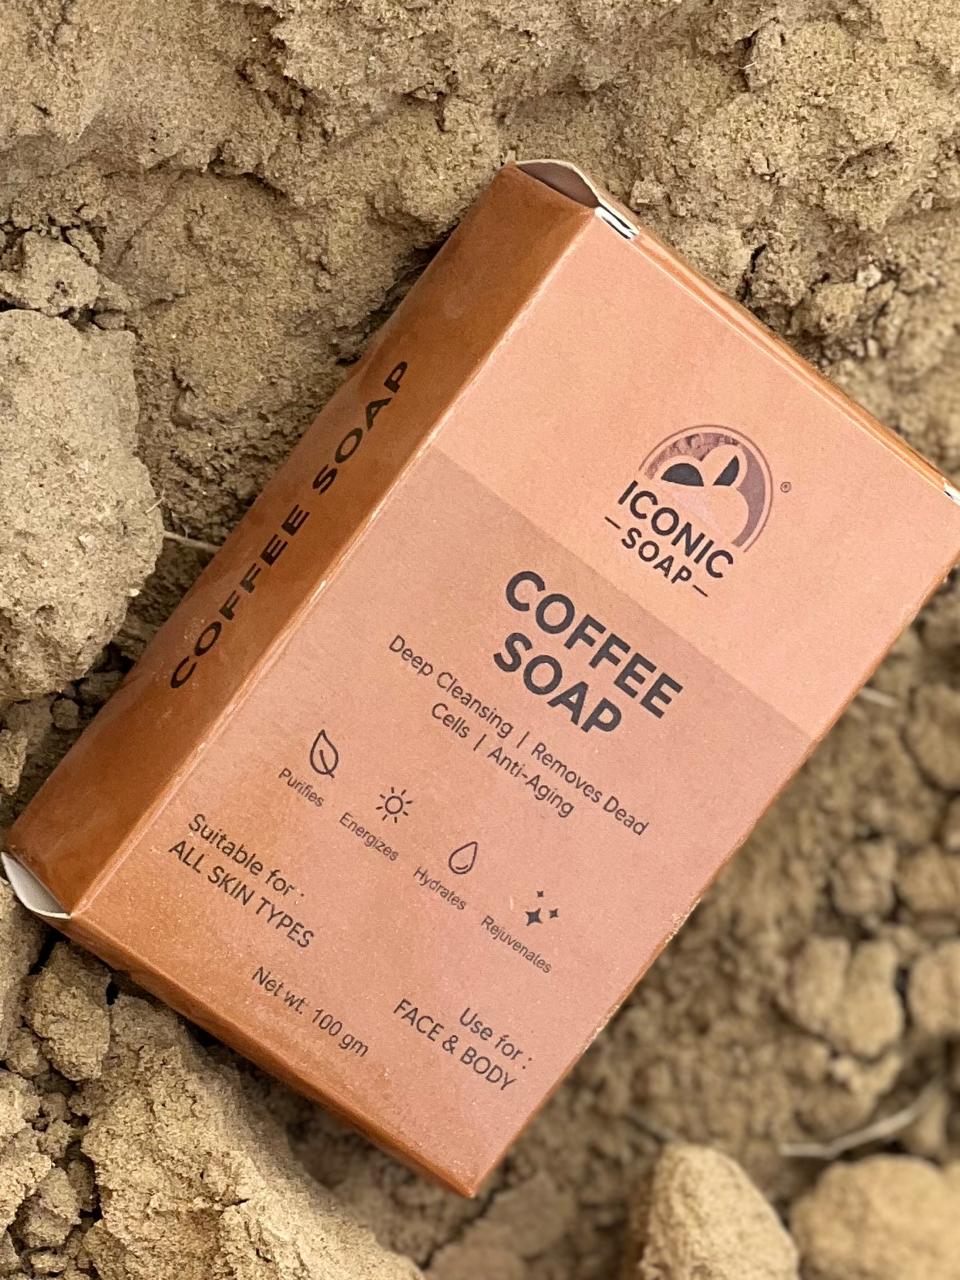 COFFEE SOAP
ICONIC
®
-SOAP-
COFFEE
SOAP
Deep Cleansing | Removes Dead
Cells | Anti-Aging
Purifies
Energizes
Hydrates
Rejuvenates
Suitable for :
ALL SKIN TYPES
Net wt: 100 gm
Use for :
FACE & BODY